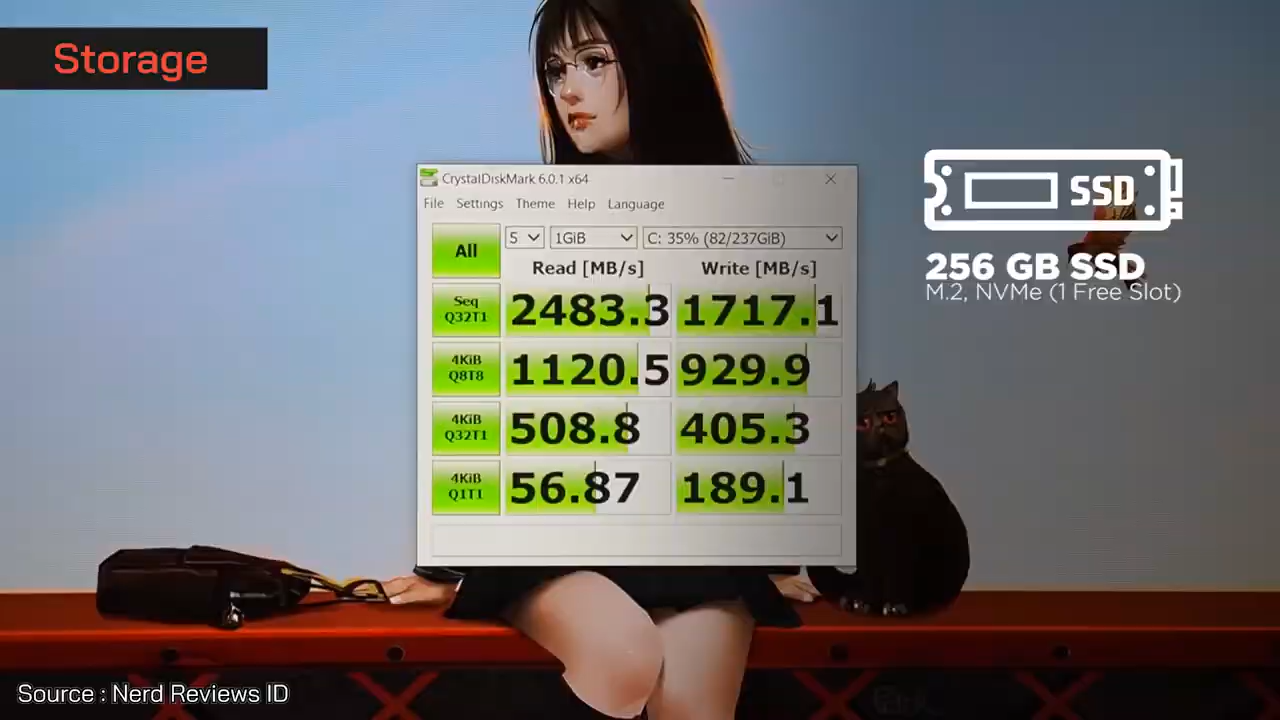 Storage
CrystalDiskMark 6.0.1 x64
File Settings Theme Help Language
All 5 1GiB C: 35% (82/237GiB)
Read [MB/s] Write [MB/s]
Seq Q32T1 2483.3 1717.1
4KiB Q8T8 1120.5 929.9
4KiB Q32T1 508.8 405.3
4KiB Q1T1 56.87 189.1
SSD
256 GB SSD
M.2, NVMe (1 Free Slot)
Source : Nerd Reviews ID